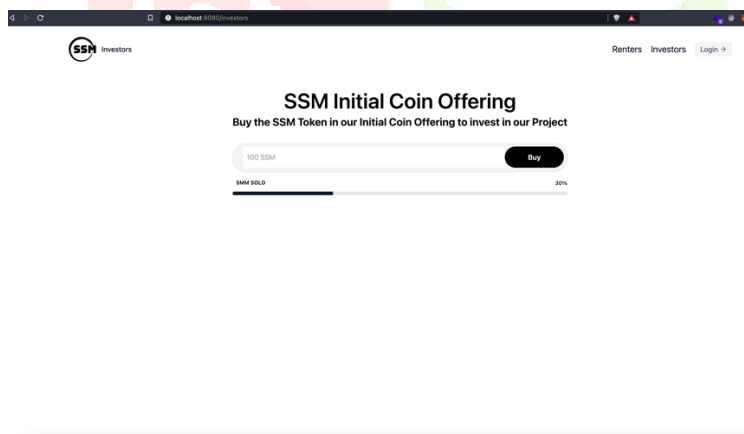 localhost:8080/investors
SSM Investors
Renters Investors Login →
SSM Initial Coin Offering
Buy the SSM Token in our Initial Coin Offering to invest in our Project
100 SSM Buy
SMM SOLD 30%